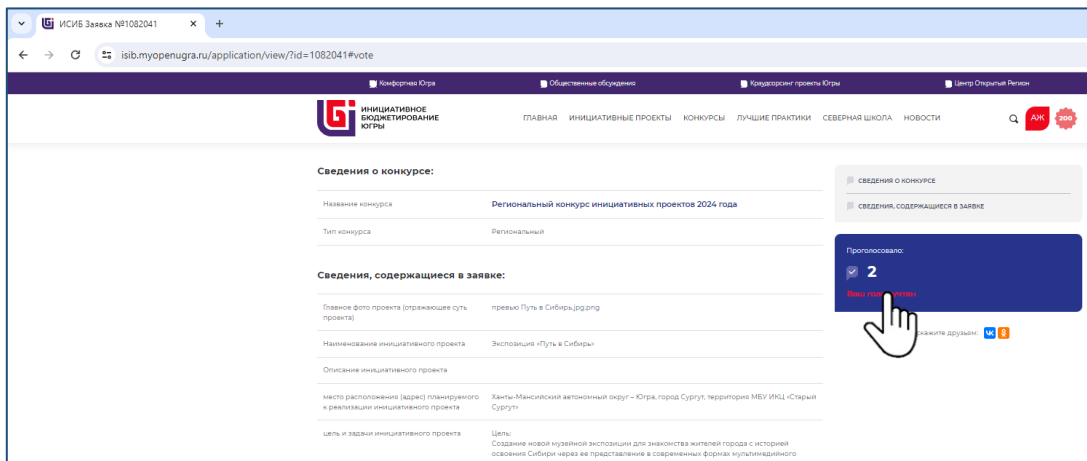 ИСИБ Заявка №1082041
isib.myopenugra.ru/application/view/?id=1082041#vote
Комфортная Югра
Общественные обсуждения
Краудсорсинг проекты Югры
Центр Открытый Регион
ИНИЦИАТИВНОЕ
БЮДЖЕТИРОВАНИЕ
ЮГРЫ
ГЛАВНАЯ ИНИЦИАТИВНЫЕ ПРОЕКТЫ КОНКУРСЫ ЛУЧШИЕ ПРАКТИКИ СЕВЕРНАЯ ШКОЛА НОВОСТИ
АЖ
200
Сведения о конкурсе:
Название конкурса
Региональный конкурс инициативных проектов 2024 года
Тип конкурса
Региональный
Сведения, содержащиеся в заявке:
Главное фото проекта (отражающее суть
проекта)
превью Путь в Сибирь.jpg.png
Наименование инициативного проекта
Экспозиция «Путь в Сибирь»
Описание инициативного проекта
место расположения (адрес) планируемого
к реализации инициативного проекта
Ханты-Мансийский автономный округ – Югра, город Сургут, территория МБУ ИКЦ «Старый
Сургут»
цель и задачи инициативного проекта
Цель:
Создание новой музейной экспозиции для знакомства жителей города с историей
освоения Сибири через ее представление в современных формах мультимедийного
СВЕДЕНИЯ О КОНКУРСЕ
СВЕДЕНИЯ, СОДЕРЖАЩИЕСЯ В ЗАЯВКЕ
Проголосовало:
2
Ваш
друзьям: